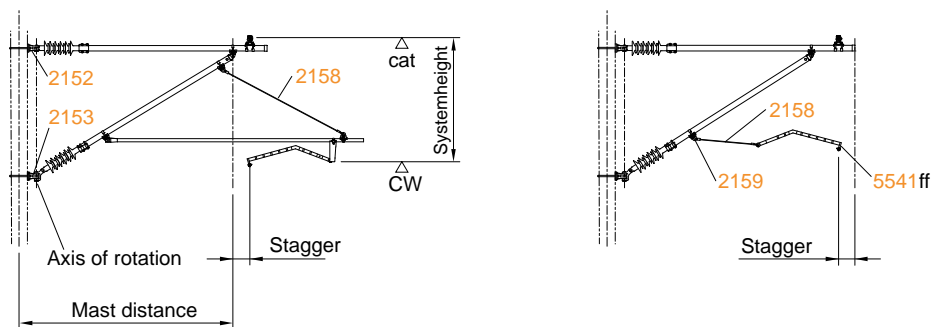 cat
2152
2158
Systemheight
2153
CW
Stagger
Axis of rotation
Mast distance
2158
2159
5541ff
Stagger